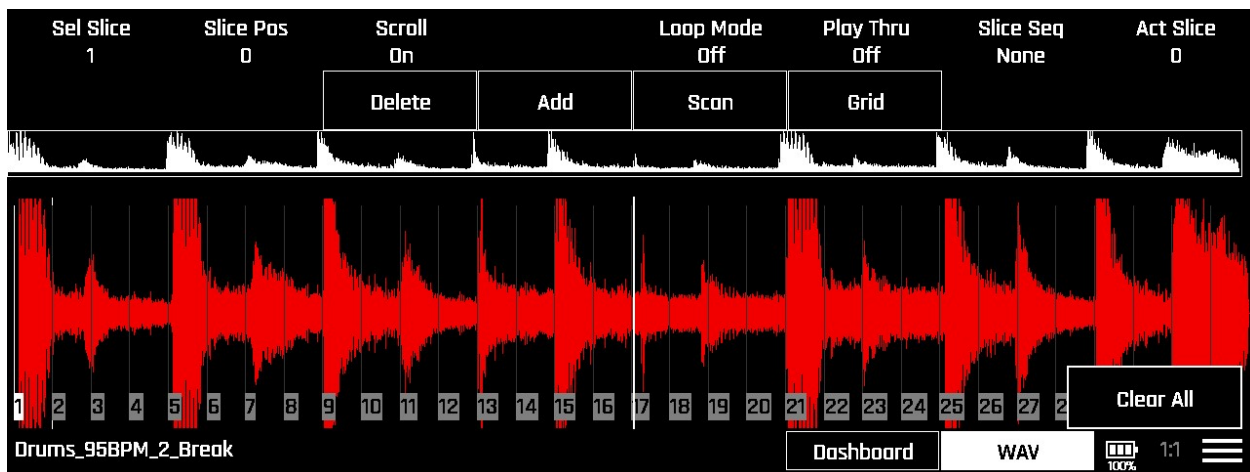 Sel Slice Slice Pos Scroll Loop Mode Play Thru Slice Seq Act Slice
1 0 On Off Off None 0
Delete Add Scan Grid
1 2 3 4 5 6 7 8 9 10 11 12 13 14 15 16 17 18 19 20 21 22 23 24 25 26 27 2
Clear All
Drums_95BPM_2_Break Dashboard WAV 100% 1:1